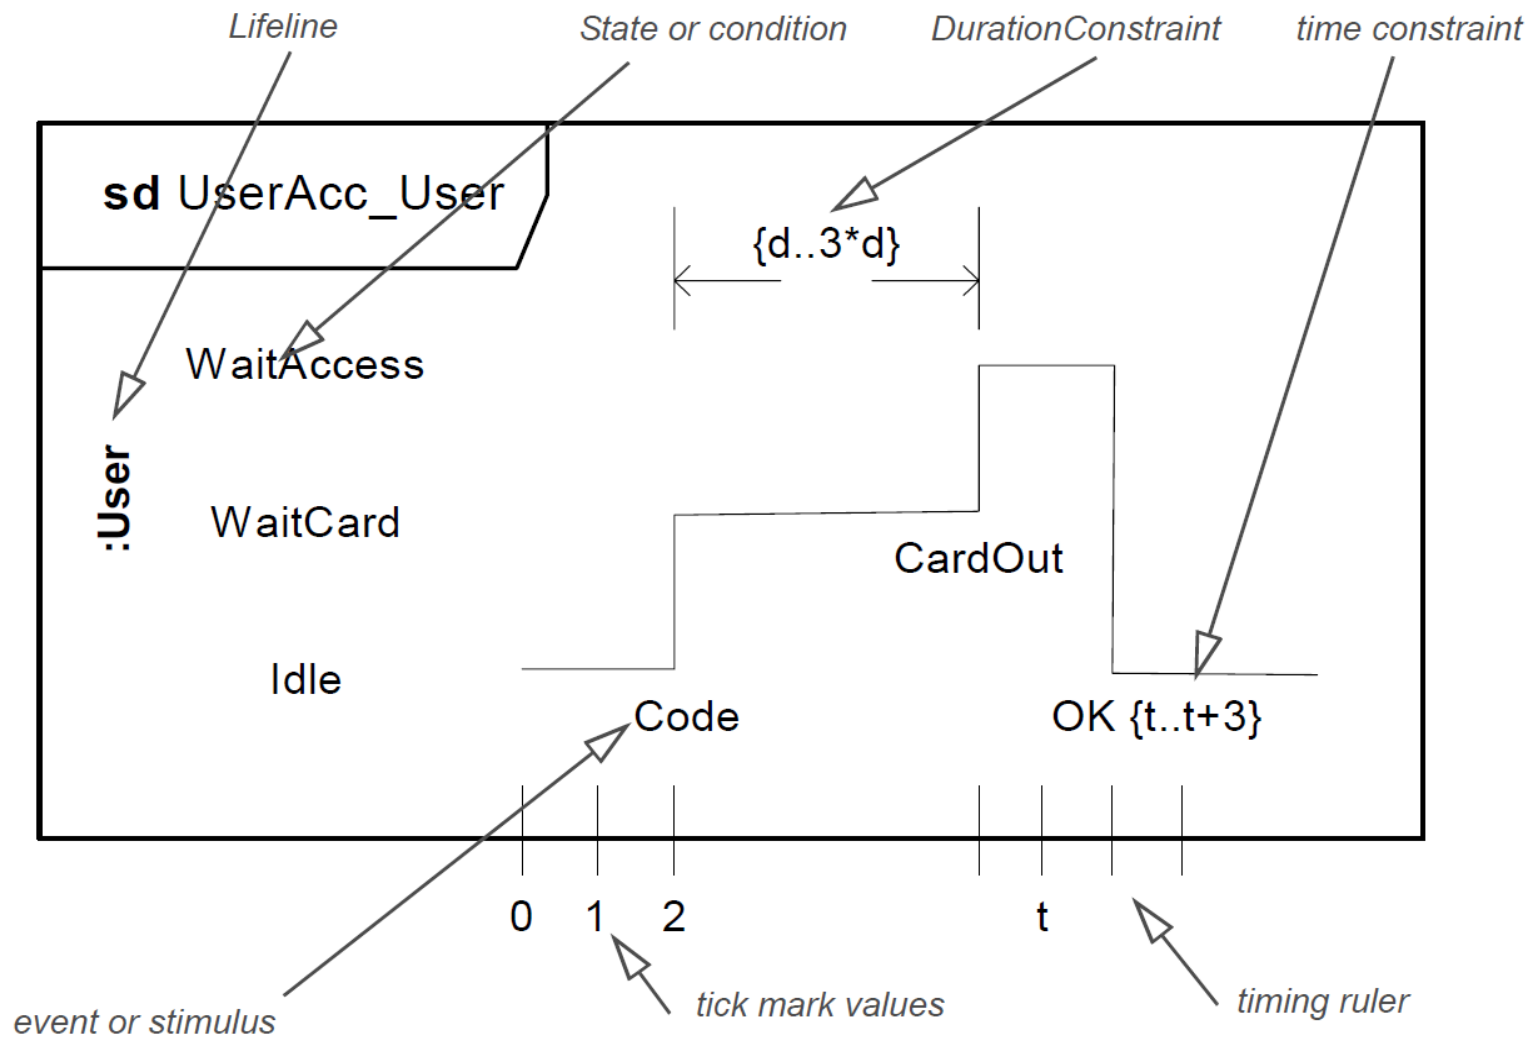 Lifeline
State or condition
DurationConstraint
time constraint
sd UserAcc_User
{d..3*d}
WaitAccess
:User
WaitCard
CardOut
Idle
Code
OK {t..t+3}
0 1 2 t
event or stimulus
tick mark values
timing ruler